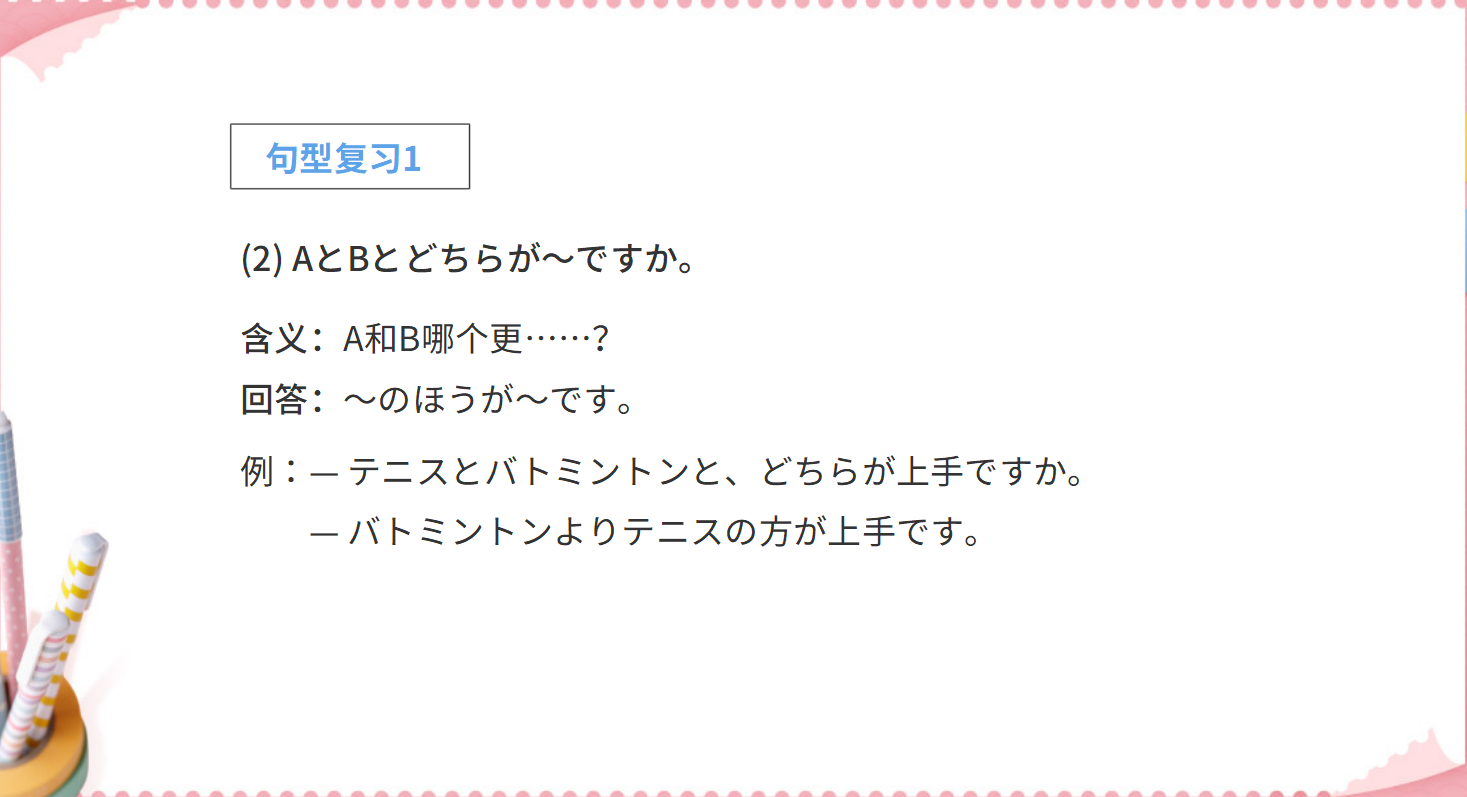 句型复习1
(2) AとBとどちらが～ですか。
含义：A和B哪个更……？
回答：～のほうが～です。
例：— テニスとバトミントンと、どちらが上手ですか。
— バトミントンよりテニスの方が上手です。